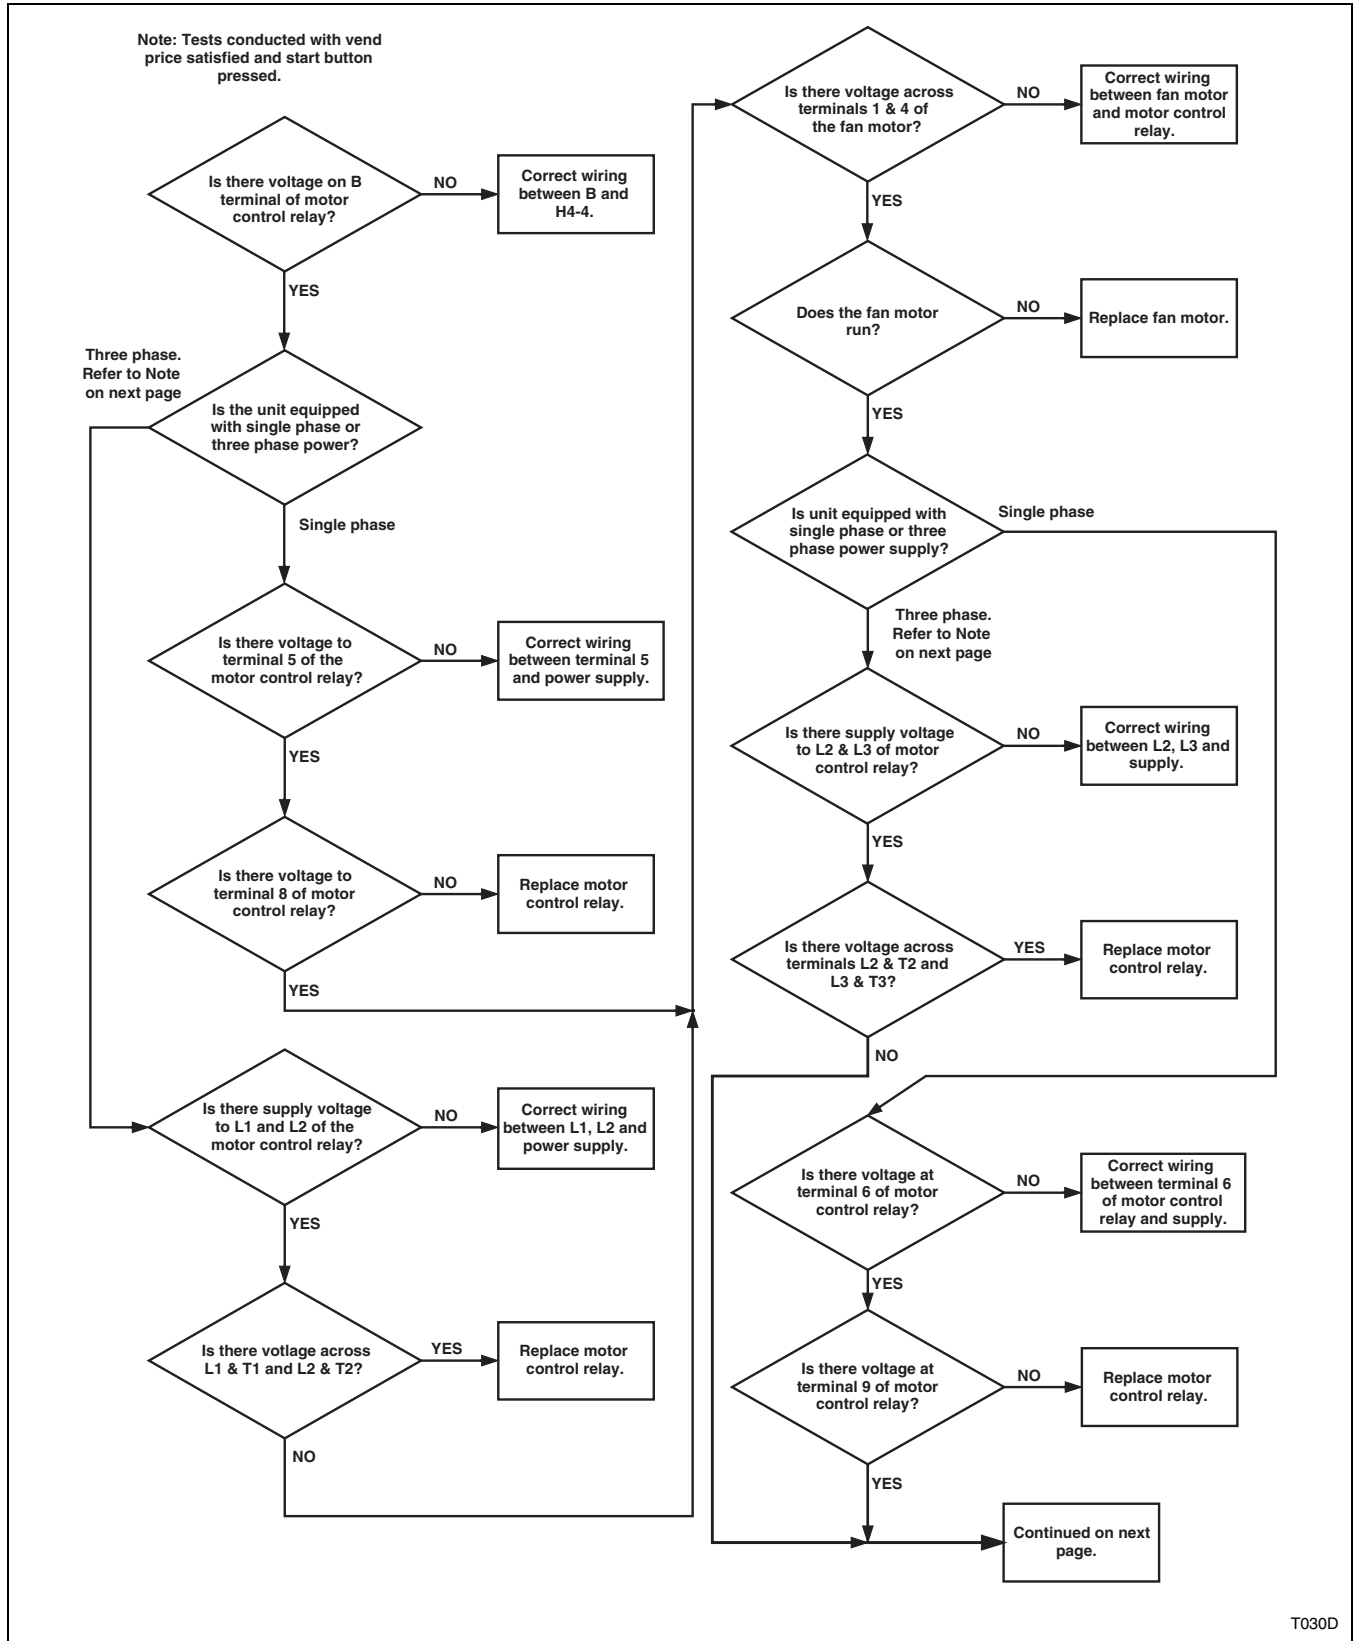 Note: Tests conducted with vend
price satisfied and start button
pressed.
Is there voltage on B
terminal of motor
control relay?
NO
Correct wiring
between B and
H4-4.
YES
Three phase.
Refer to Note
on next page
Is the unit equipped
with single phase or
three phase power?
Single phase
Is there voltage to
terminal 5 of the
motor control relay?
NO
Correct wiring
between terminal 5
and power supply.
YES
Is there voltage to
terminal 8 of motor
control relay?
NO
Replace motor
control relay.
YES
Is there supply voltage
to L1 and L2 of the
motor control relay?
NO
Correct wiring
between L1, L2 and
power supply.
YES
Is there votlage across
L1 & T1 and L2 & T2?
YES
Replace motor
control relay.
NO
Is there voltage across
terminals 1 & 4 of
the fan motor?
NO
Correct wiring
between fan motor
and motor control
relay.
YES
Does the fan motor
run?
NO
Replace fan motor.
YES
Is unit equipped with
single phase or three
phase power supply?
Single phase
Three phase.
Refer to Note
on next page
Is there supply voltage
to L2 & L3 of motor
control relay?
NO
Correct wiring
between L2, L3 and
supply.
YES
Is there voltage across
terminals L2 & T2 and
L3 & T3?
YES
Replace motor
control relay.
NO
Is there voltage at
terminal 6 of motor
control relay?
NO
Correct wiring
between terminal 6
of motor control
relay and supply.
YES
Is there voltage at
terminal 9 of motor
control relay?
NO
Replace motor
control relay.
YES
Continued on next
page.
T030D